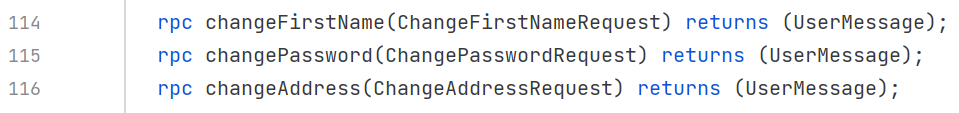 114 rpc changeFirstName(ChangeFirstNameRequest) returns (UserMessage);
115 rpc changePassword(ChangePasswordRequest) returns (UserMessage);
116 rpc changeAddress(ChangeAddressRequest) returns (UserMessage);